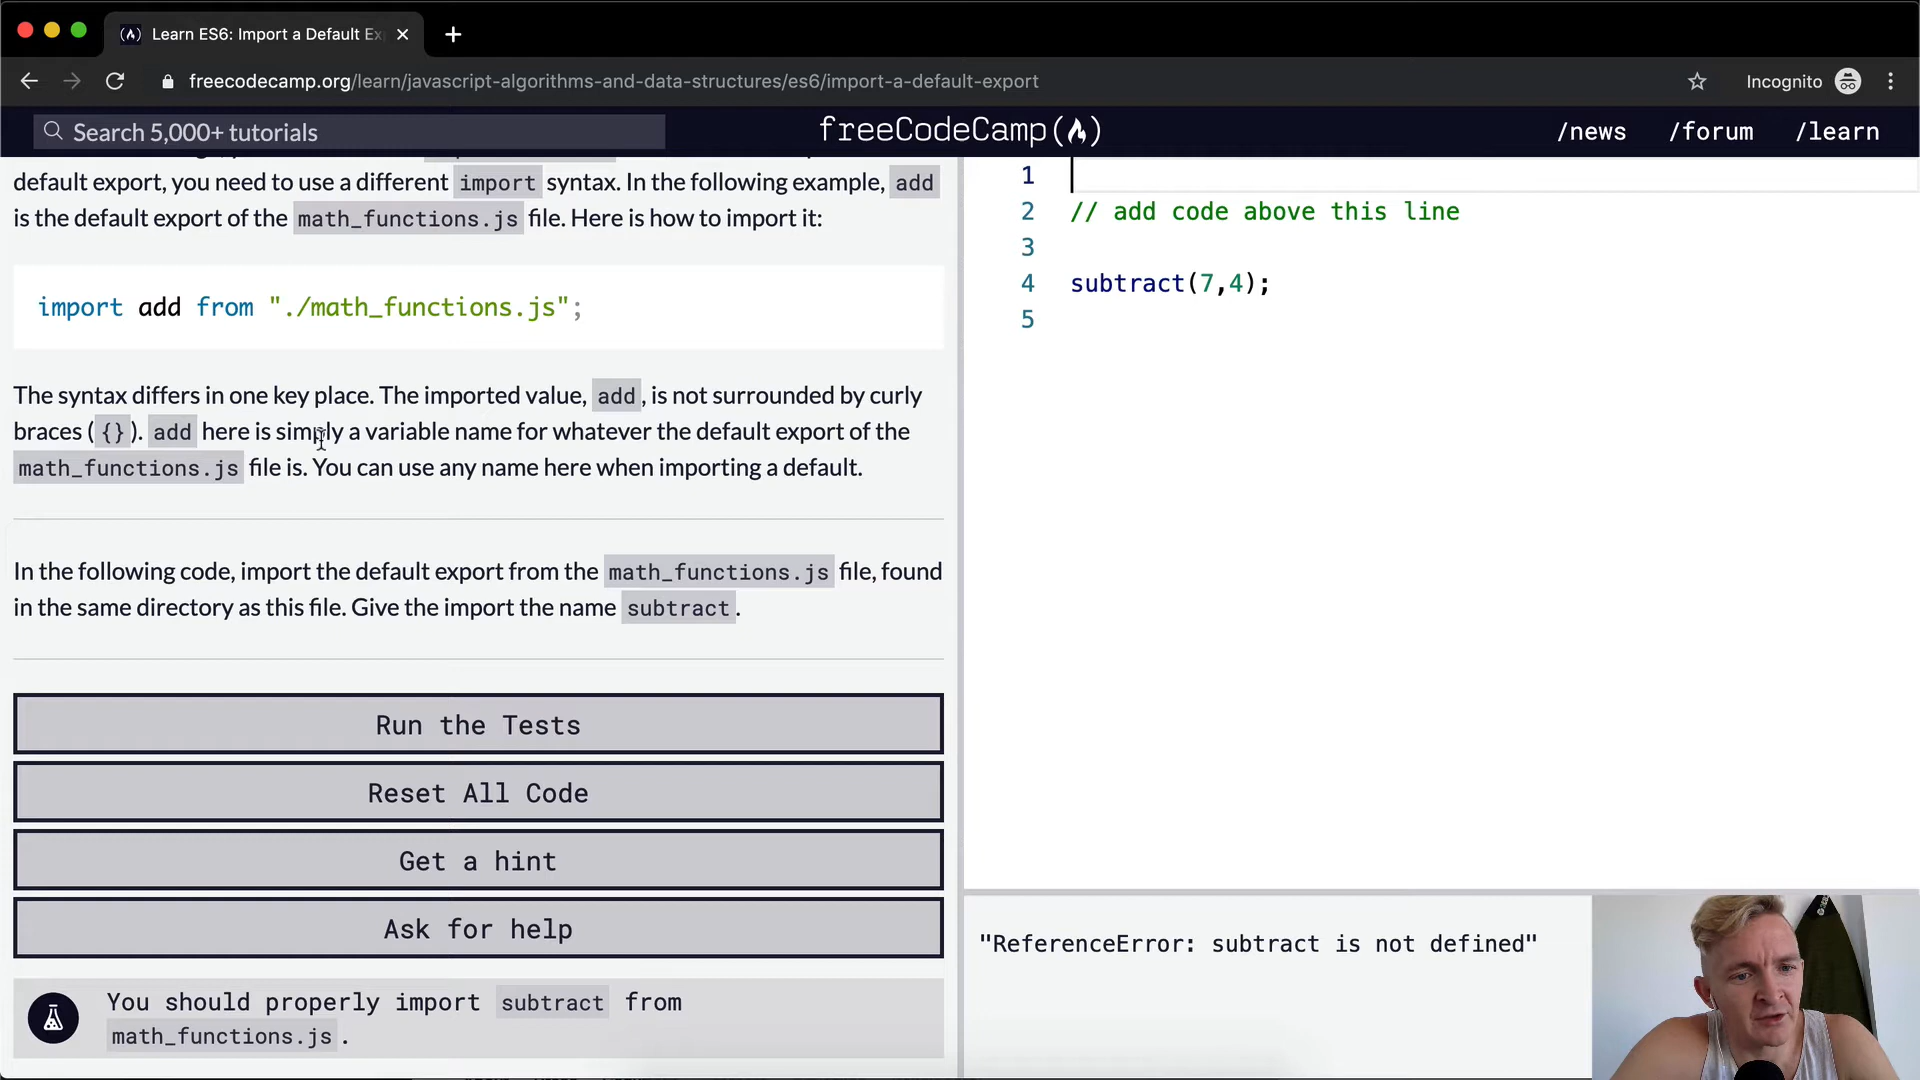 Learn ES6: Import a Default Ex
freecodecamp.org/learn/javascript-algorithms-and-data-structures/es6/import-a-default-export
Incognito
Search 5,000+ tutorials
freeCodeCamp
/news
/forum
/learn
default export, you need to use a different import syntax. In the following example, add
is the default export of the math_functions.js file. Here is how to import it:
import add from "./math_functions.js";
The syntax differs in one key place. The imported value, add, is not surrounded by curly
braces ( {} ). add here is simply a variable name for whatever the default export of the
math_functions.js file is. You can use any name here when importing a default.
In the following code, import the default export from the math_functions.js file, found
in the same directory as this file. Give the import the name subtract.
Run the Tests
Reset All Code
Get a hint
Ask for help
You should properly import subtract from
math_functions.js.
1
2 // add code above this line
3
4 subtract(7,4);
5
"ReferenceError: subtract is not defined"